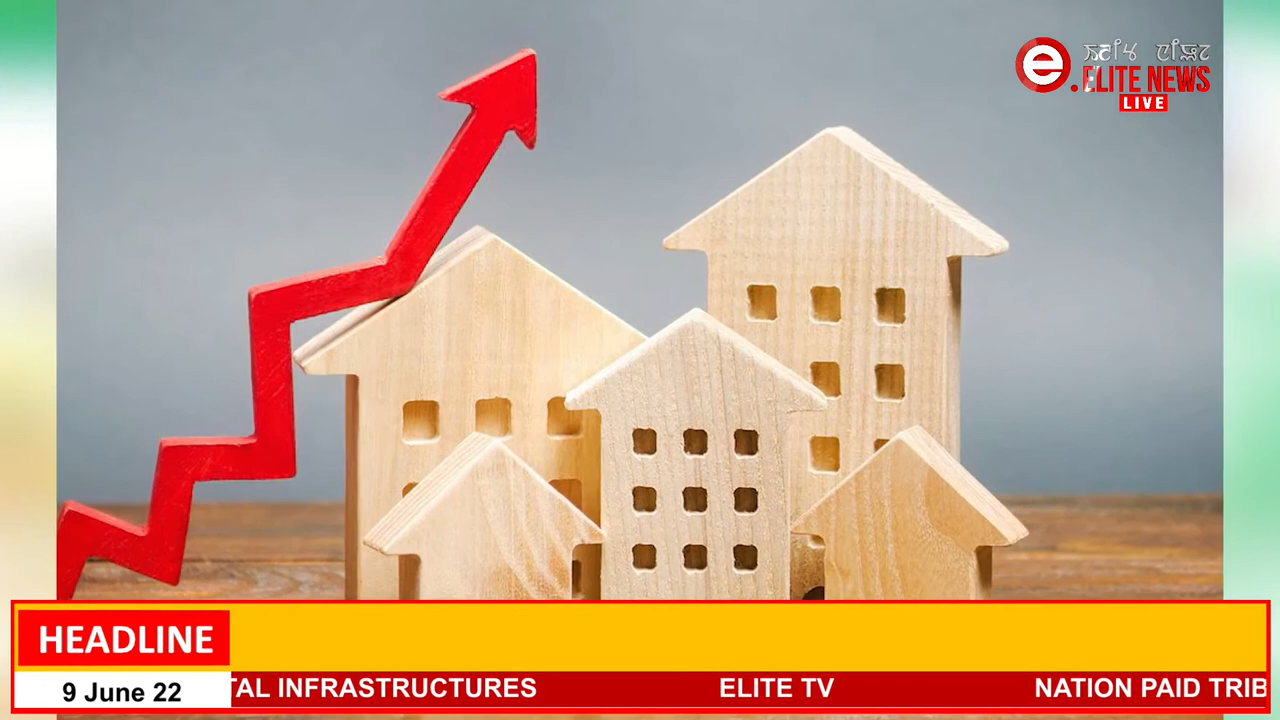 e.
ELITE NEWS
LIVE
HEADLINE
9 June 22
TAL INFRASTRUCTURES ELITE TV NATION PAID TRIB